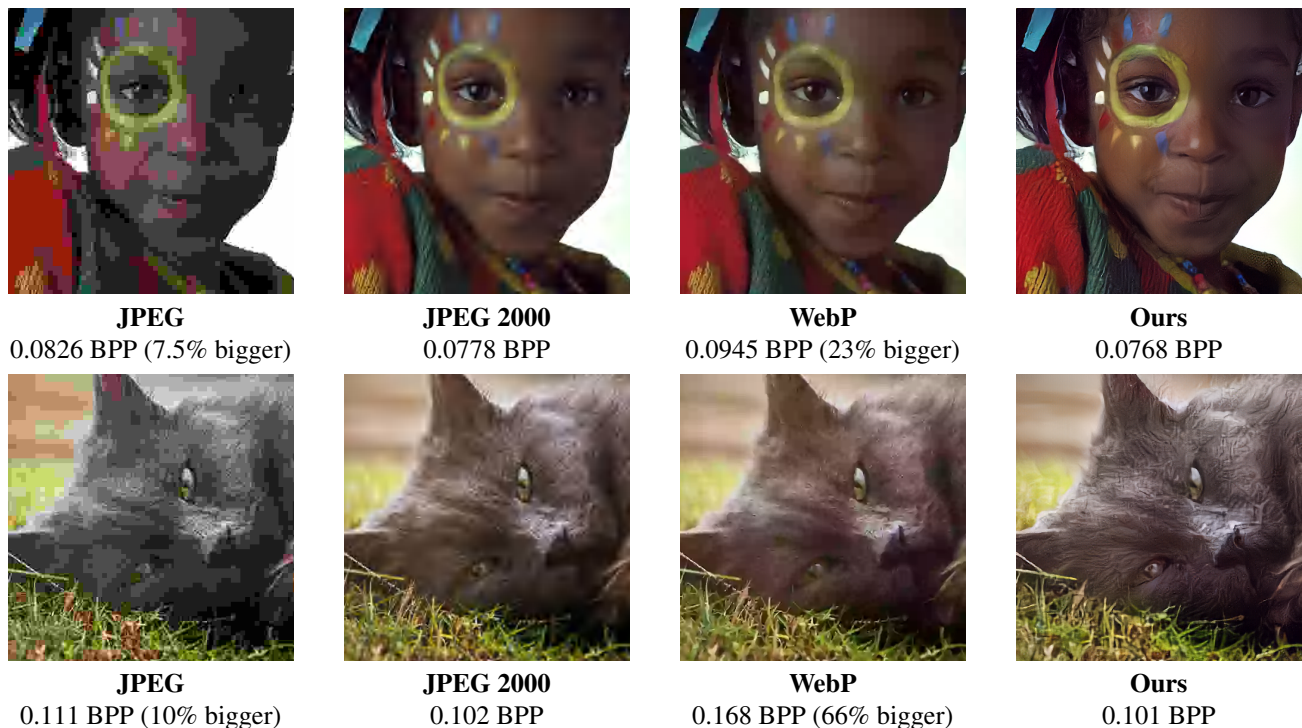 JPEG
0.0826 BPP (7.5% bigger)
JPEG 2000
0.0778 BPP
WebP
0.0945 BPP (23% bigger)
Ours
0.0768 BPP
JPEG
0.111 BPP (10% bigger)
JPEG 2000
0.102 BPP
WebP
0.168 BPP (66% bigger)
Ours
0.101 BPP